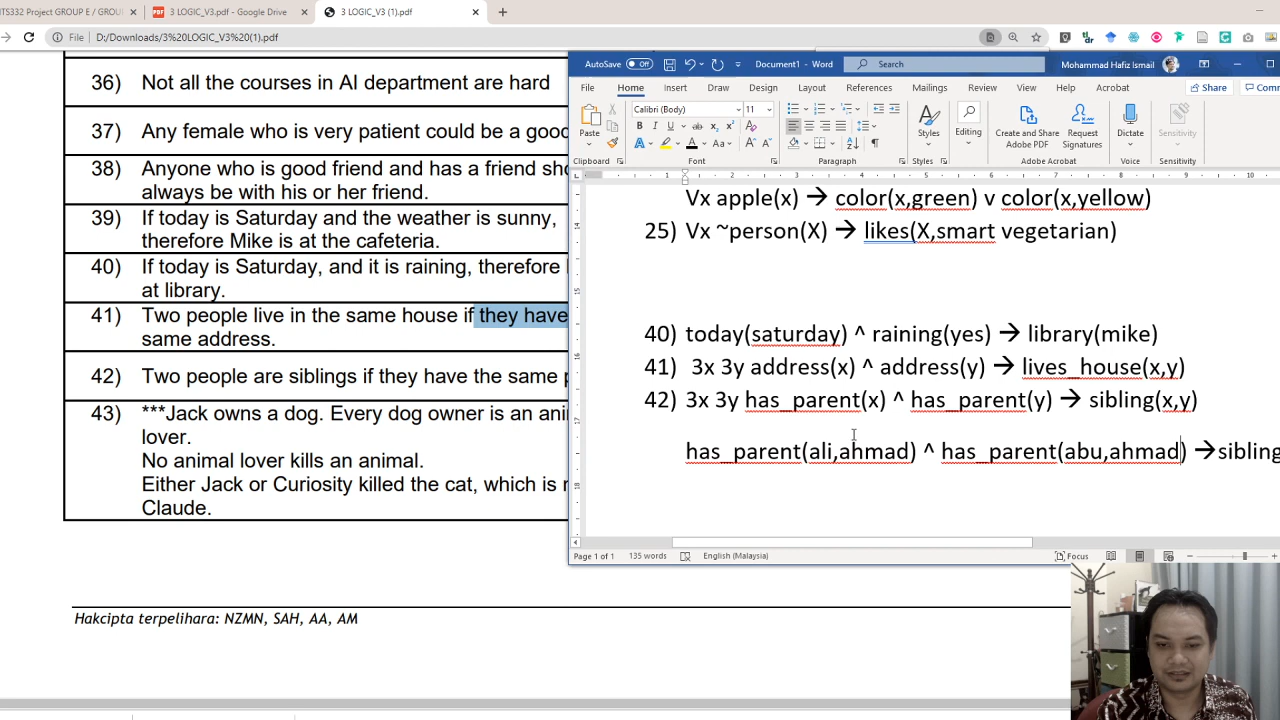 ITS332 Project GROUP E / GROU
3 LOGIC_V3.pdf - Google Drive
3 LOGIC_V3 (1).pdf
File
D:/Downloads/3%20LOGIC_V3%20(1).pdf
36) Not all the courses in AI department are hard
37) Any female who is very patient could be a good
38) Anyone who is good friend and has a friend sho
always be with his or her friend.
39) If today is Saturday and the weather is sunny,
therefore Mike is at the cafeteria.
40) If today is Saturday, and it is raining, therefore
at library.
41) Two people live in the same house if they have
same address.
42) Two people are siblings if they have the same p
43) ***Jack owns a dog. Every dog owner is an ani
lover.
No animal lover kills an animal.
Either Jack or Curiosity killed the cat, which is
Claude.
Hakcipta terpelihara: NZMN, SAH, AA, AM
AutoSave Off Document1 - Word Search Mohammad Hafiz Ismail
File Home Insert Draw Design Layout References Mailings Review View Help Acrobat Share Comm
Calibri (Body) 11
Paste
Styles Editing Create and Share Adobe PDF Request Signatures Dictate Sensitivity
Clipboard Font Paragraph Styles Adobe Acrobat Voice Sensitivity
Vx apple(x) → color(x,green) v color(x,yellow)
25) Vx ~person(X) → likes(X,smart vegetarian)
40) today(saturday) ^ raining(yes) → library(mike)
41) 3x 3y address(x) ^ address(y) → lives_house(x,y)
42) 3x 3y has_parent(x) ^ has_parent(y) → sibling(x,y)
has_parent(ali,ahmad) ^ has_parent(abu,ahmad) →sibling
Page 1 of 1 135 words English (Malaysia) Focus